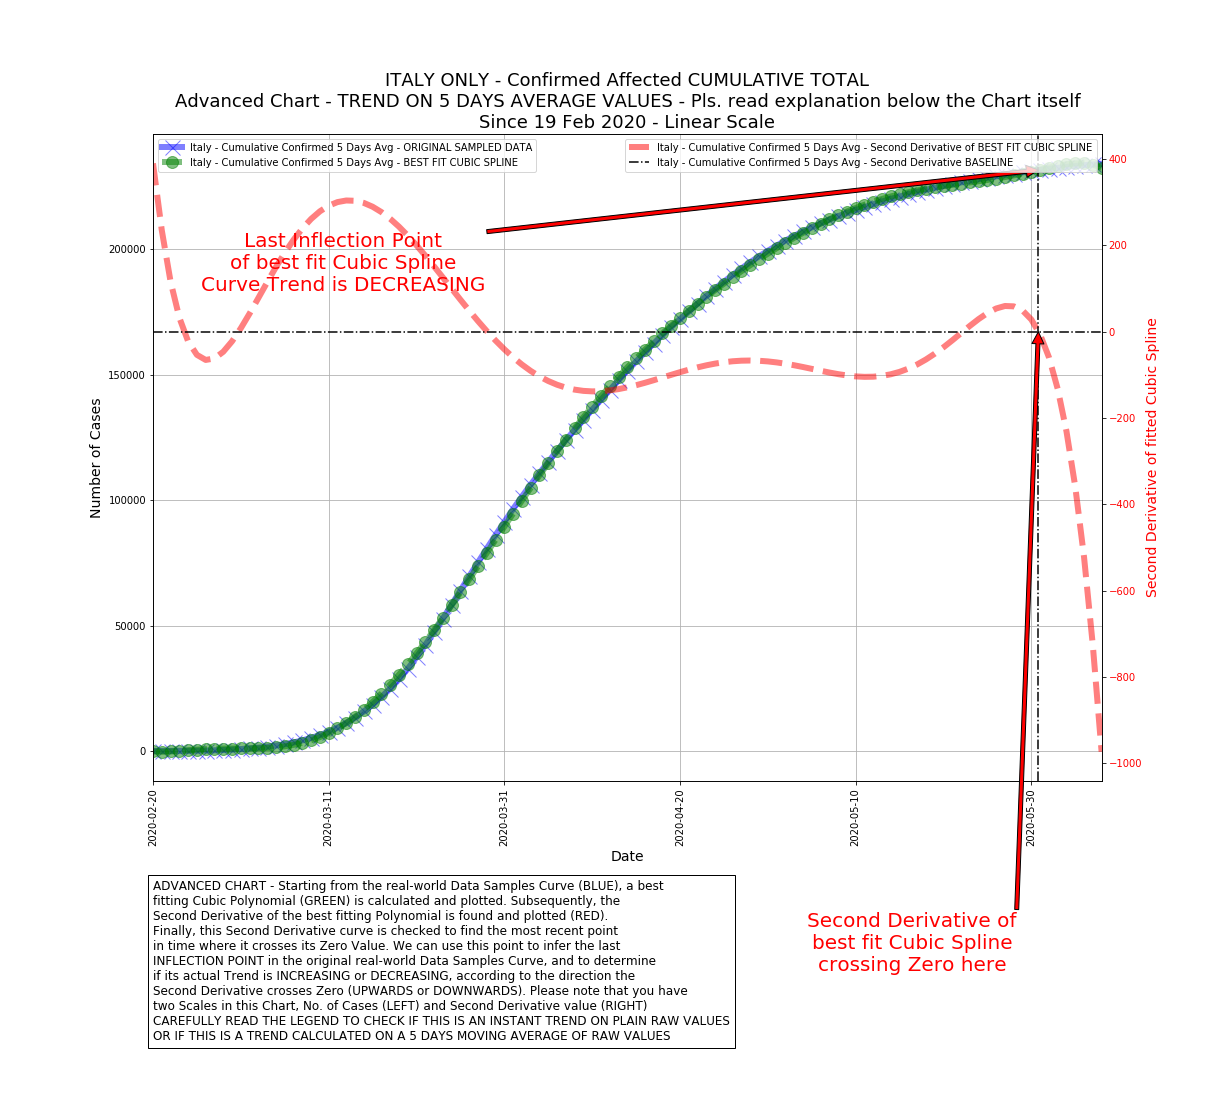 ITALY ONLY - Confirmed Affected CUMULATIVE TOTAL
Advanced Chart - TREND ON 5 DAYS AVERAGE VALUES - Pls. read explanation below the Chart itself
Since 19 Feb 2020 - Linear Scale
Italy - Cumulative Confirmed 5 Days Avg - ORIGINAL SAMPLED DATA
Italy - Cumulative Confirmed 5 Days Avg - BEST FIT CUBIC SPLINE
Italy - Cumulative Confirmed 5 Days Avg - Second Derivative of BEST FIT CUBIC SPLINE
Italy - Cumulative Confirmed 5 Days Avg - Second Derivative BASELINE
Last Inflection Point
of best fit Cubic Spline
Curve Trend is DECREASING
Number of Cases
200000
150000
100000
50000
0
400
200
0
−200
−400
−600
−800
−1000
Second Derivative of fitted Cubic Spline
2020-02-20
2020-03-11
2020-03-31
2020-04-20
2020-05-10
2020-05-30
Date
ADVANCED CHART - Starting from the real-world Data Samples Curve (BLUE), a best
fitting Cubic Polynomial (GREEN) is calculated and plotted. Subsequently, the
Second Derivative of the best fitting Polynomial is found and plotted (RED).
Finally, this Second Derivative curve is checked to find the most recent point
in time where it crosses its Zero Value. We can use this point to infer the last
INFLECTION POINT in the original real-world Data Samples Curve, and to determine
if its actual Trend is INCREASING or DECREASING, according to the direction the
Second Derivative crosses Zero (UPWARDS or DOWNWARDS). Please note that you have
two Scales in this Chart, No. of Cases (LEFT) and Second Derivative value (RIGHT)
CAREFULLY READ THE LEGEND TO CHECK IF THIS IS AN INSTANT TREND ON PLAIN RAW VALUES
OR IF THIS IS A TREND CALCULATED ON A 5 DAYS MOVING AVERAGE OF RAW VALUES
Second Derivative of
best fit Cubic Spline
crossing Zero here